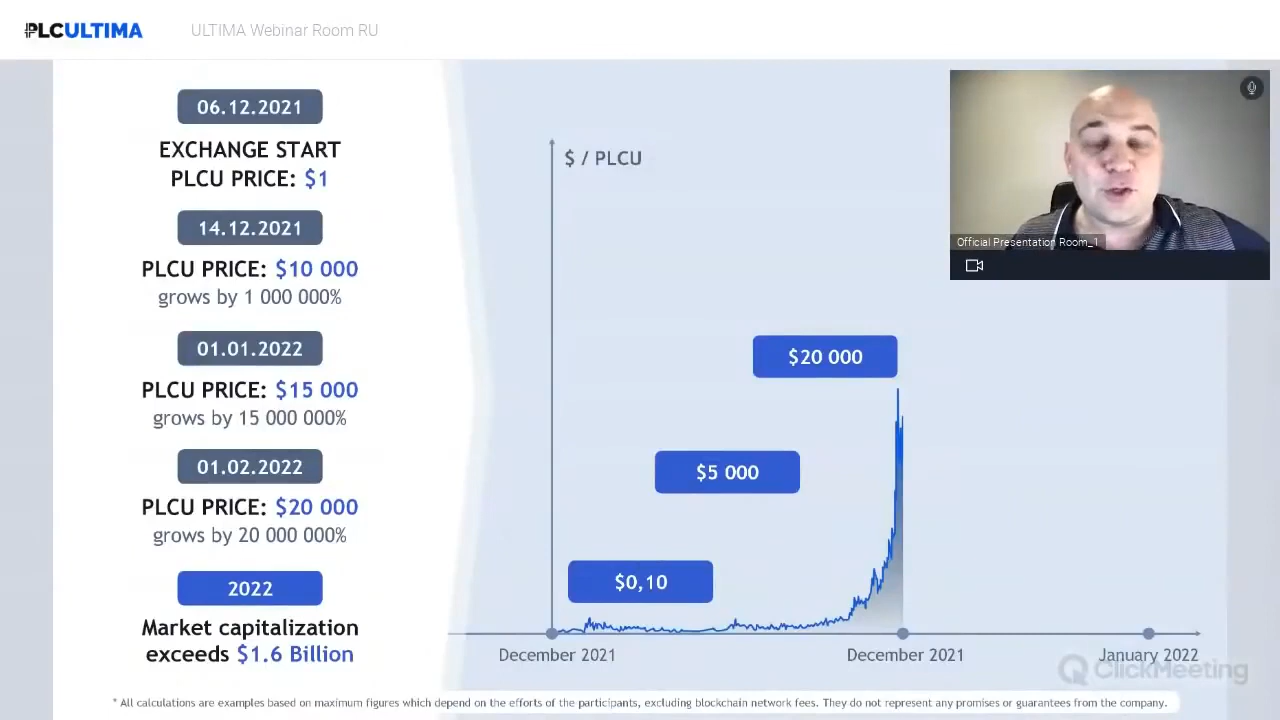 PLCULTIMA
ULTIMA Webinar Room RU
06.12.2021
EXCHANGE START
PLCU PRICE: $1
14.12.2021
PLCU PRICE: $10 000
grows by 1 000 000%
01.01.2022
PLCU PRICE: $15 000
grows by 15 000 000%
01.02.2022
PLCU PRICE: $20 000
grows by 20 000 000%
2022
Market capitalization
exceeds $1.6 Billion
$ / PLCU
$20 000
$5 000
$0,10
December 2021
December 2021
January 2022
Official Presentation Room_1
ClickMeeting
* All calculations are examples based on maximum figures which depend on the efforts of the participants, excluding blockchain network fees. They do not represent any promises or guarantees from the company.